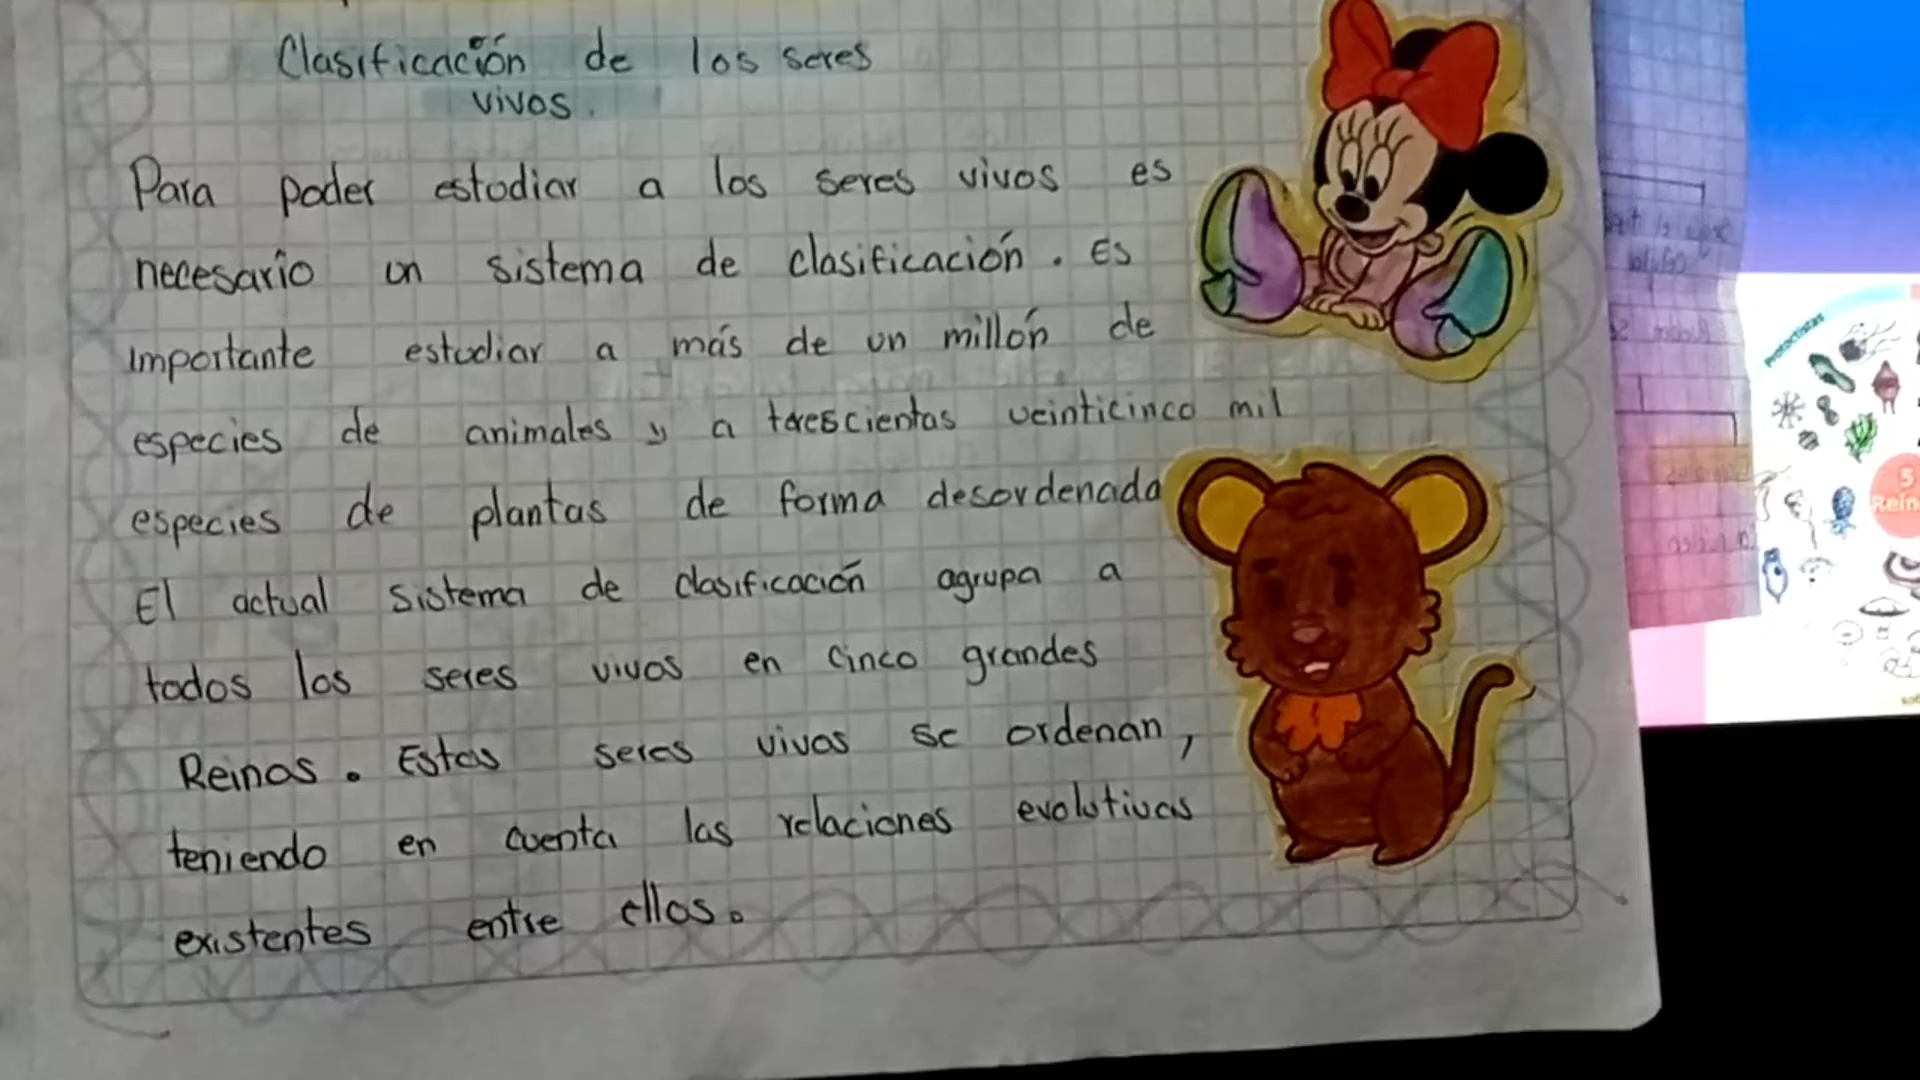 Clasificación de los seres
vivos.
Para poder estudiar a los seres vivos es
necesario un sistema de clasificación. Es
importante estudiar a más de un millón de
especies de animales y a trescientas veinticinco mil
especies de plantas de forma desordenada
El actual sistema de clasificación agrupa a
todos los seres vivos en cinco grandes
Reinos. Estos seres vivos se ordenan,
teniendo en cuenta las relaciones evolutivas
existentes entre ellos.
Protoctistas
5
Rein